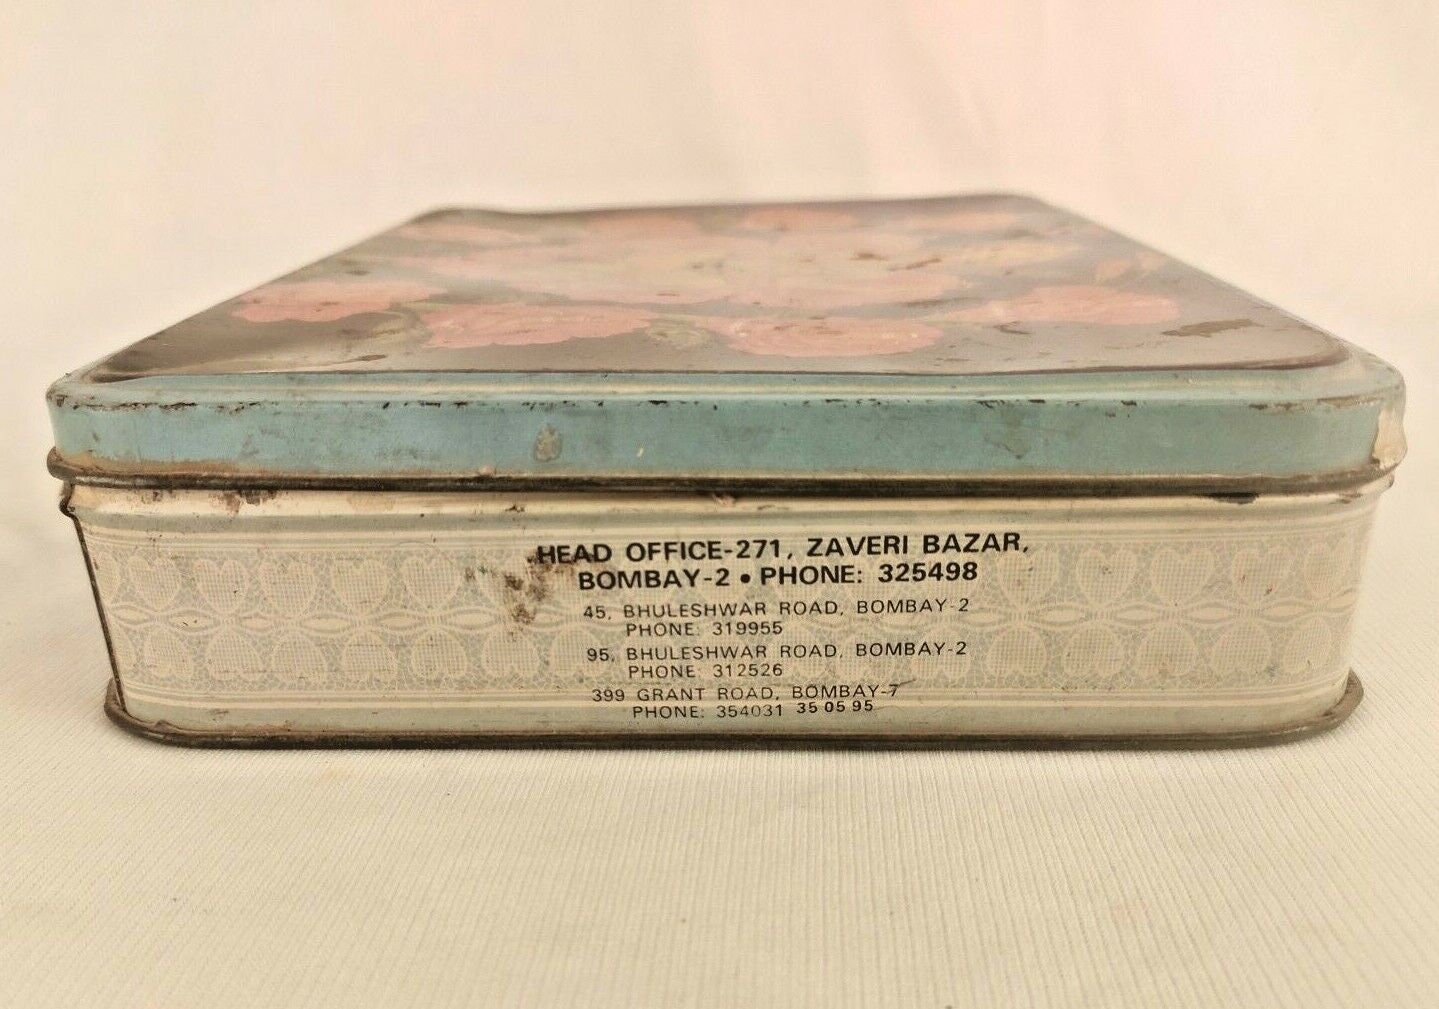 HEAD OFFICE-271, ZAVERI BAZAR,
BOMBAY-2 • PHONE: 325498
45, BHULESHWAR ROAD, BOMBAY-2
PHONE: 319955
95, BHULESHWAR ROAD, BOMBAY-2
PHONE: 312526
399 GRANT ROAD, BOMBAY-7
PHONE: 354031 35 05 95